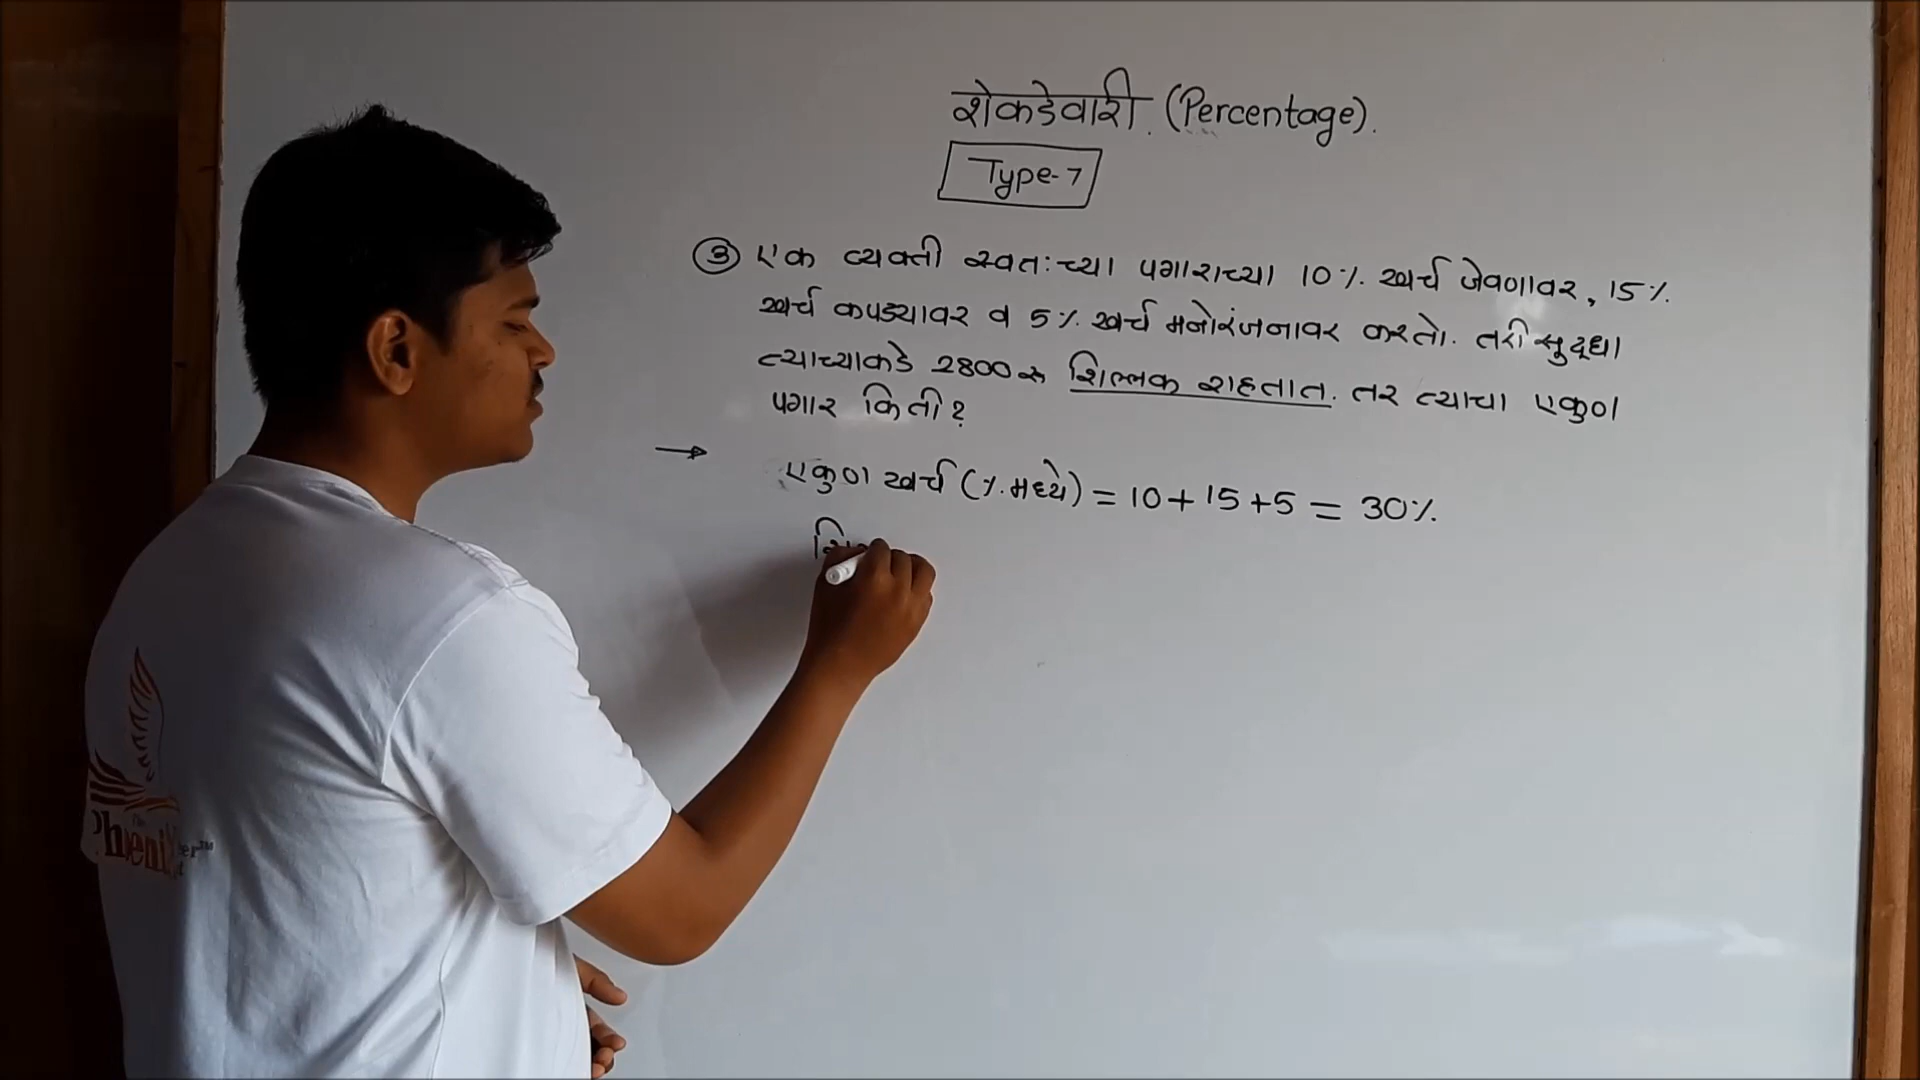 शेकडेवारी. (Percentage).
Type-7
③ एक व्यक्ती स्वतःच्या पगाराच्या 10% खर्च जेवणावर, 15%
खर्च कपड्यावर व 5% खर्च मनोरंजनावर करतो. तरी सुद्धा
त्याच्याकडे 2800 रु शिल्लक राहतात. तर त्याचा एकुण
पगार किती?
→ एकुण खर्च (%.मध्ये) = 10+15+5 = 30%.